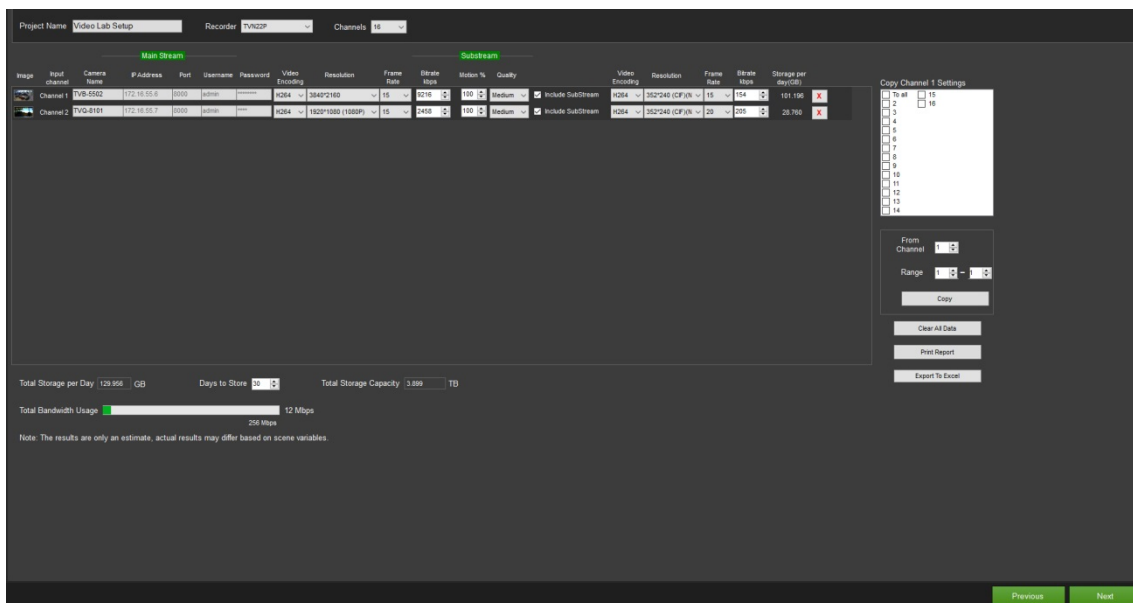 Project Name Video Lab Setup Recorder TVN22P Channels 16
Main Stream Substream
Image Input channel Camera Name IP Address Port Username Password Video Encoding Resolution Frame Rate Bitrate kbps Motion % Quality Video Encoding Resolution Frame Rate Bitrate kbps Storage per day(GB)
Channel 1 TVB-5502 172.16.55.6 8000 admin ******** H264 3840*2160 15 9216 100 Medium Include SubStream H264 352*240 (CIF)(N 15 154 101.196 X
Channel 2 TVG-8101 172.16.55.7 8000 admin **** H264 1920*1080 (1080P) 15 2458 100 Medium Include SubStream H264 352*240 (CIF)(N 20 205 28.760 X
Copy Channel 1 Settings
To all 15
2 16
3
4
5
6
7
8
9
10
11
12
13
14
From Channel 1
Range 1 - 1
Copy
Clear All Data
Print Report
Export To Excel
Total Storage per Day 129.956 GB Days to Store 30 Total Storage Capacity 3.899 TB
Total Bandwidth Usage 12 Mbps
256 Mbps
Note: The results are only an estimate, actual results may differ based on scene variables.
Previous Next